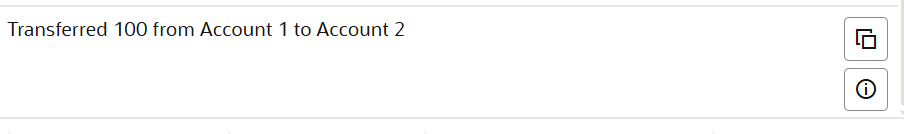 Transferred 100 from Account 1 to Account 2